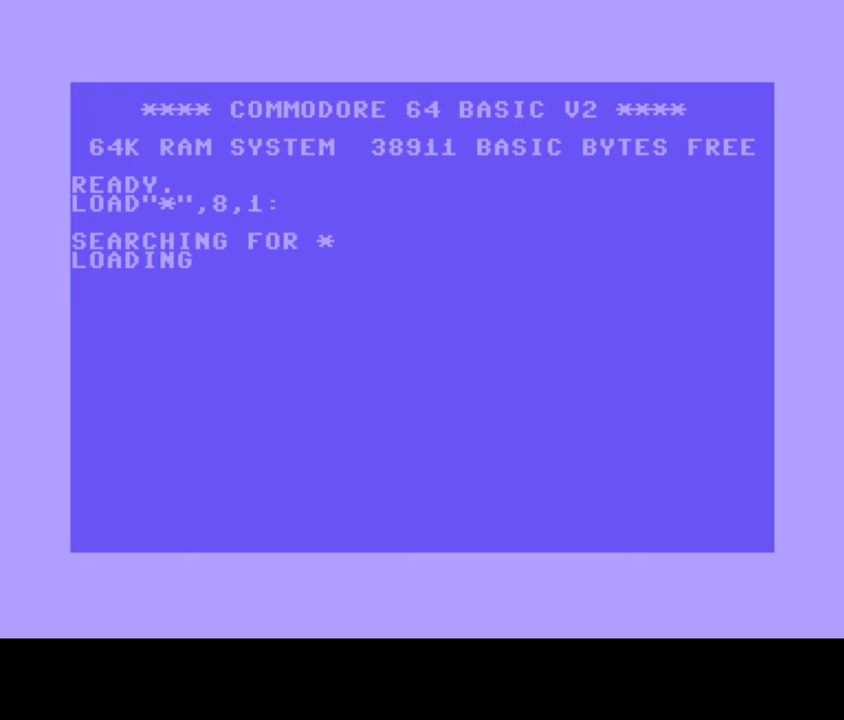 **** COMMODORE 64 BASIC V2 ****
64K RAM SYSTEM  38911 BASIC BYTES FREE
READY.
LOAD"*",8,1:
SEARCHING FOR *
LOADING